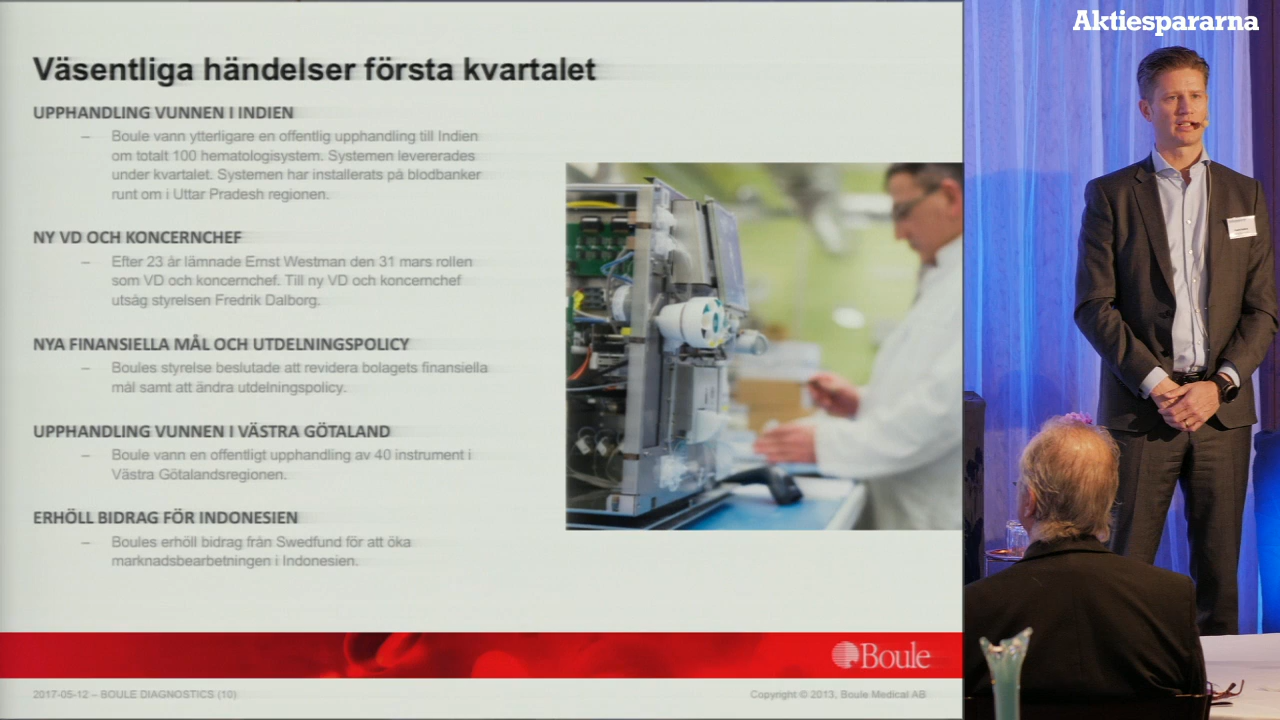 Väsentliga händelser första kvartalet
UPPHANDLING VUNNEN I INDIEN
– Boule vann ytterligare en offentlig upphandling till Indien
om totalt 100 hematologisystem. Systemen levererades
under kvartalet. Systemen har installerats på blodbanker
runt om i Uttar Pradesh regionen.
NY VD OCH KONCERNCHEF
– Efter 23 år lämnade Ernst Westman den 31 mars rollen
som VD och koncernchef. Till ny VD och koncernchef
utsåg styrelsen Fredrik Dalborg.
NYA FINANSIELLA MÅL OCH UTDELNINGSPOLICY
– Boules styrelse beslutade att revidera bolagets finansiella
mål samt att ändra utdelningspolicy.
UPPHANDLING VUNNEN I VÄSTRA GÖTALAND
– Boule vann en offentligt upphandling av 40 instrument i
Västra Götalandsregionen.
ERHÖLL BIDRAG FÖR INDONESIEN
– Boules erhöll bidrag från Swedfund för att öka
marknadsbearbetningen i Indonesien.
Boule
2017-05-12 – BOULE DIAGNOSTICS (10)
Copyright © 2013, Boule Medical AB
Aktiespararna